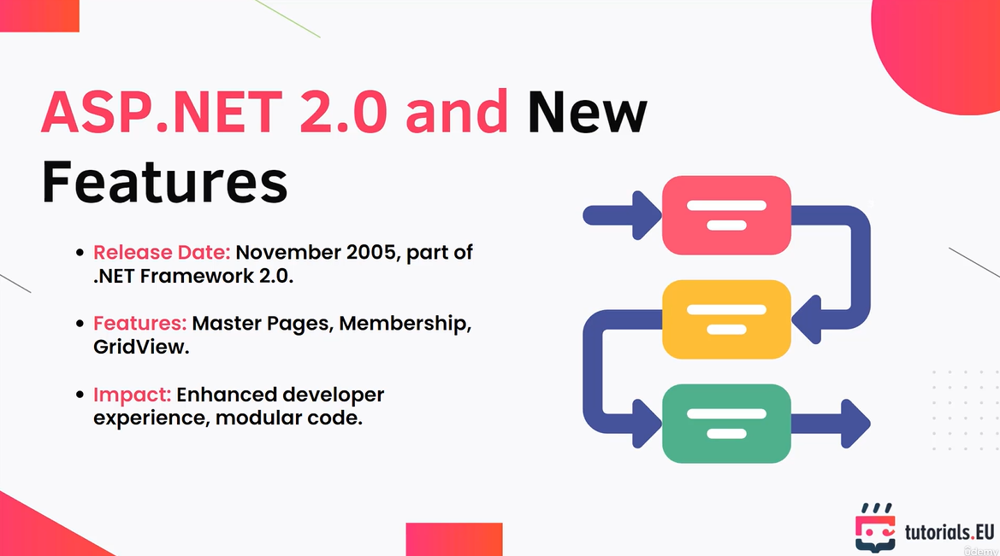 ASP.NET 2.0 and New
Features
• Release Date: November 2005, part of
.NET Framework 2.0.
• Features: Master Pages, Membership,
GridView.
• Impact: Enhanced developer
experience, modular code.
tutorials.EU
ûdemy